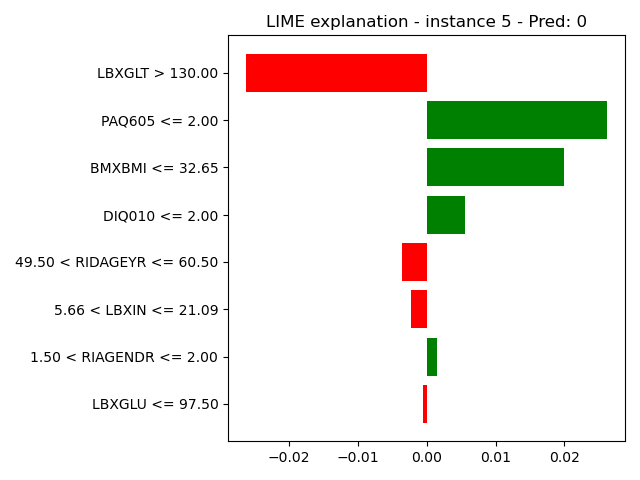 LIME explanation - instance 5 - Pred: 0
LBXGLT > 130.00
PAQ605 <= 2.00
BMXBMI <= 32.65
DIQ010 <= 2.00
49.50 < RIDAGEYR <= 60.50
5.66 < LBXIN <= 21.09
1.50 < RIAGENDR <= 2.00
LBXGLU <= 97.50
−0.02 −0.01 0.00 0.01 0.02